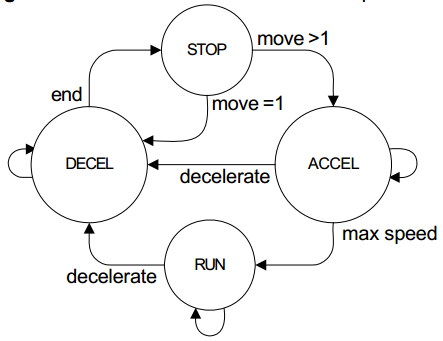 STOP
move >1
end
move =1
DECEL
ACCEL
decelerate
max speed
RUN
decelerate